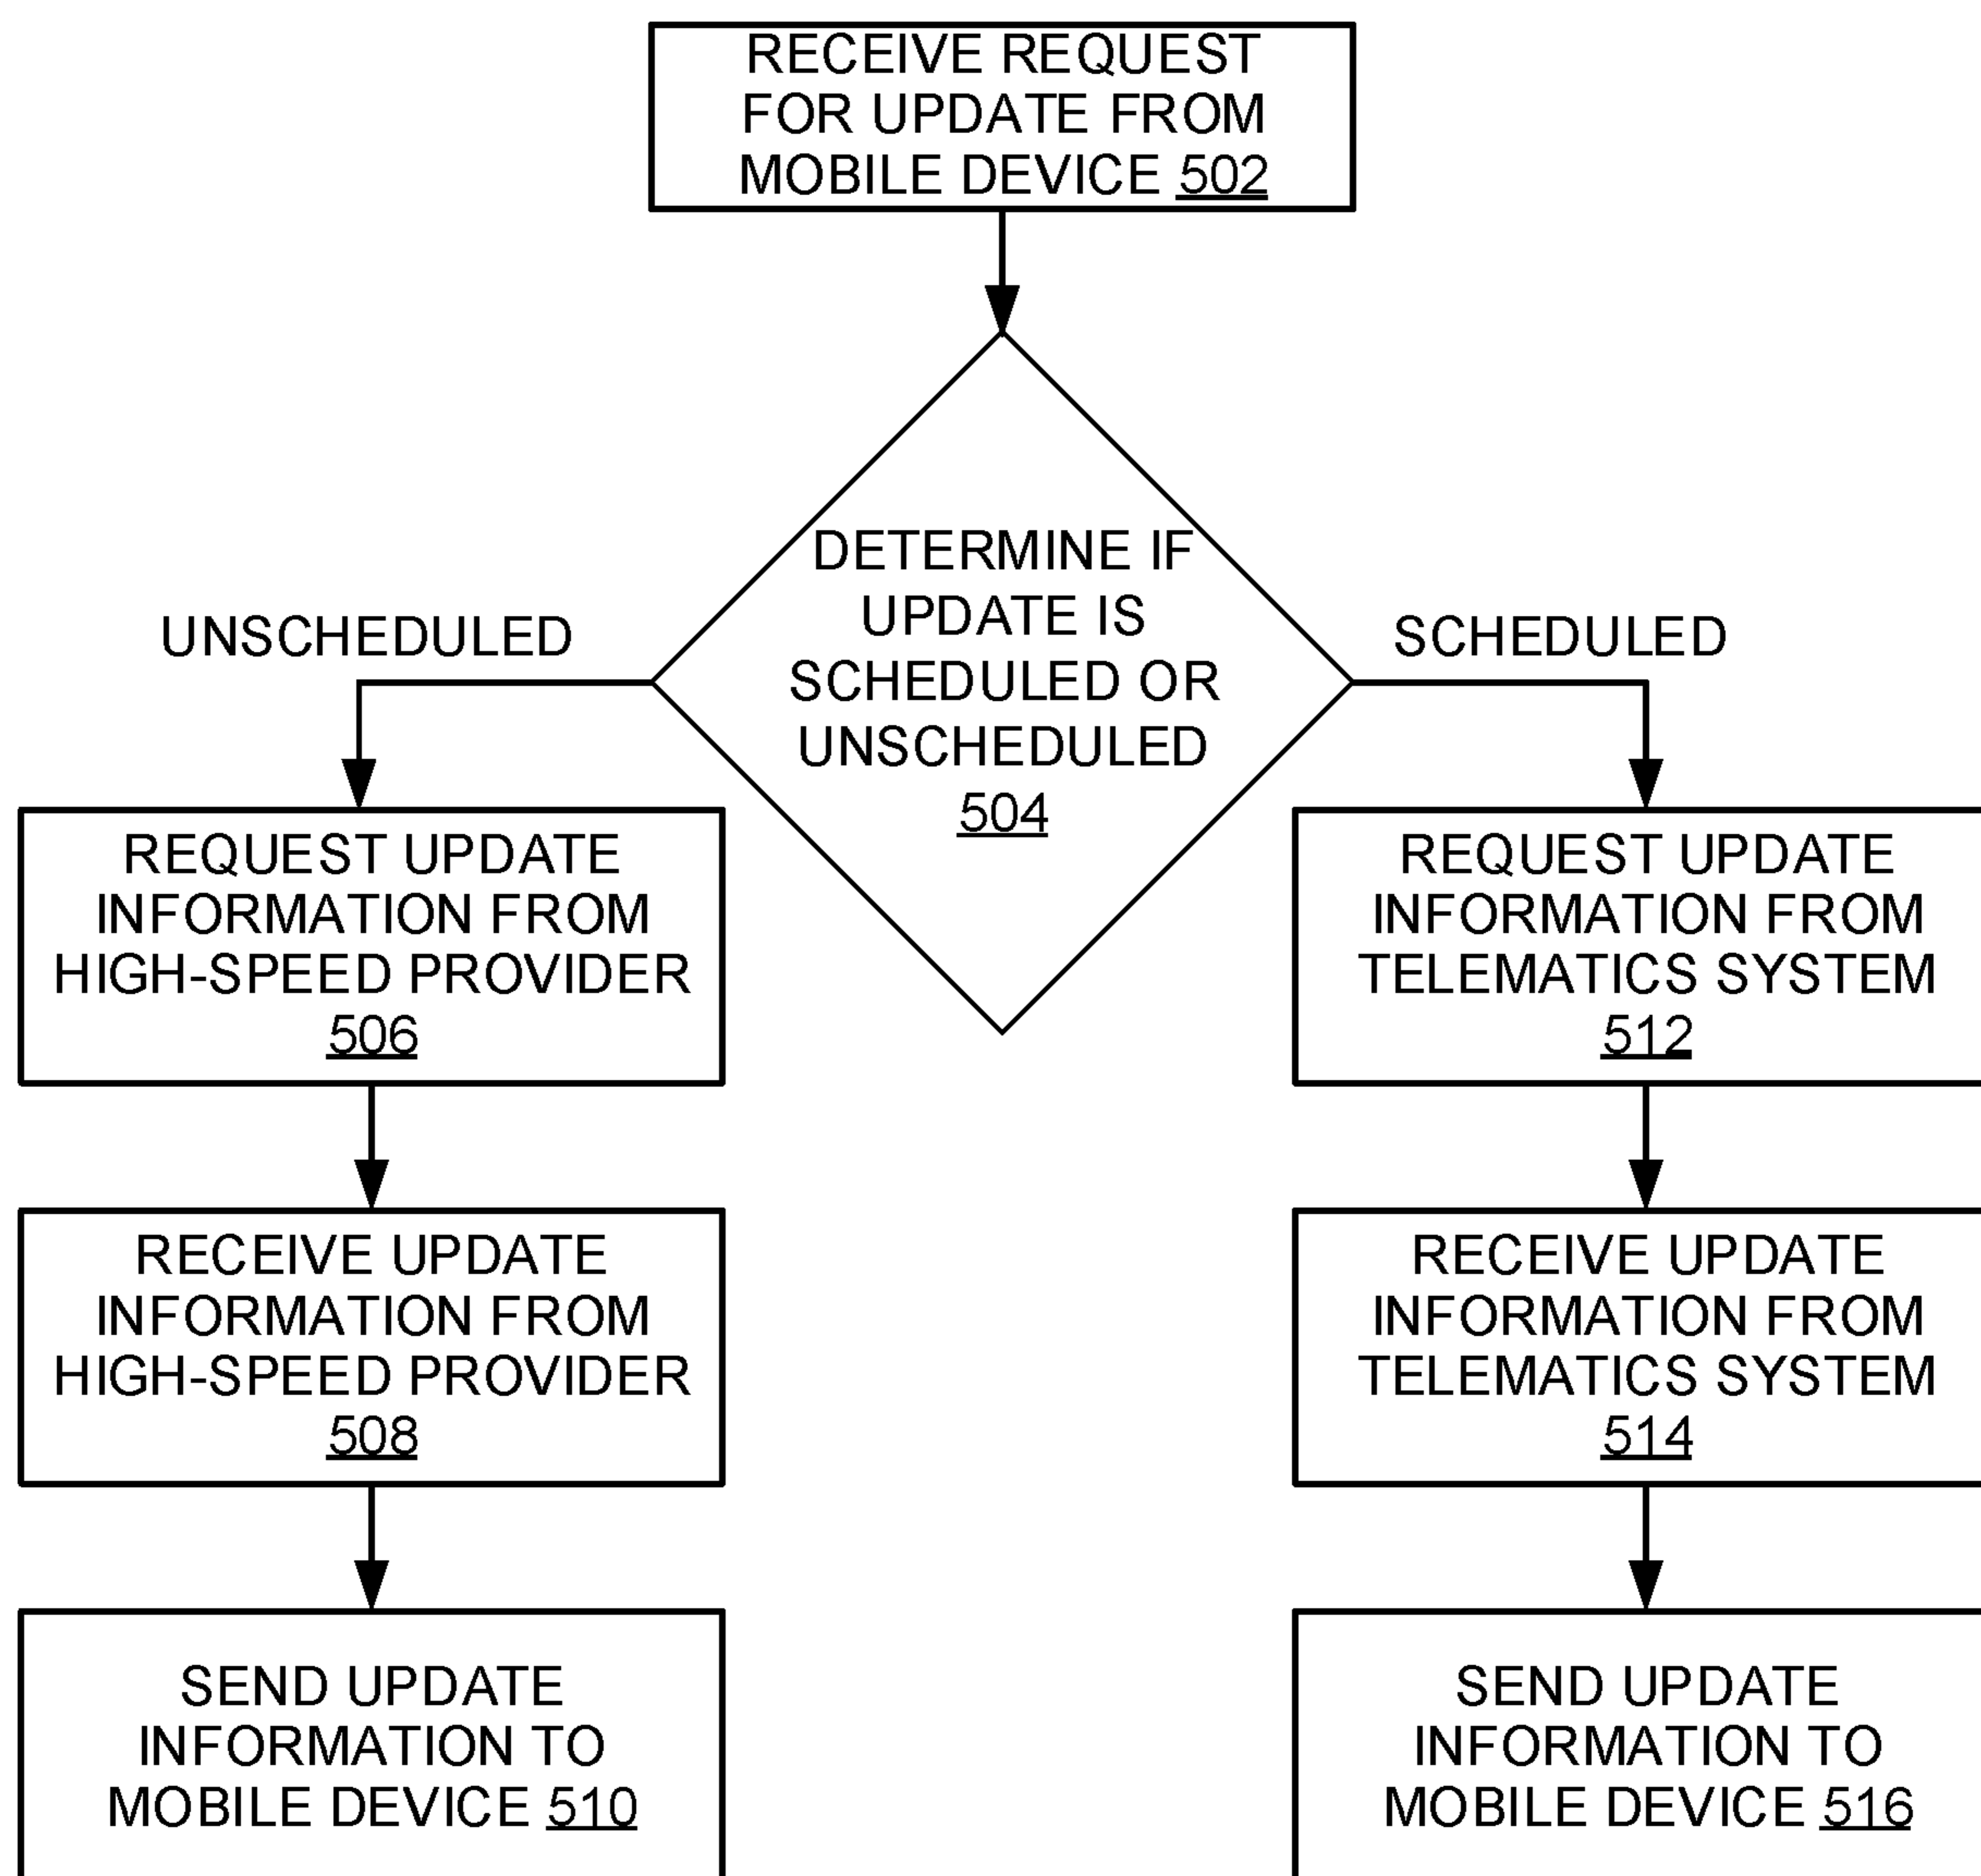 RECEIVE REQUEST
FOR UPDATE FROM
MOBILE DEVICE 502
DETERMINE IF
UPDATE IS
SCHEDULED OR
UNSCHEDULED
504
UNSCHEDULED
SCHEDULED
REQUEST UPDATE
INFORMATION FROM
HIGH-SPEED PROVIDER
506
RECEIVE UPDATE
INFORMATION FROM
HIGH-SPEED PROVIDER
508
SEND UPDATE
INFORMATION TO
MOBILE DEVICE 510
REQUEST UPDATE
INFORMATION FROM
TELEMATICS SYSTEM
512
RECEIVE UPDATE
INFORMATION FROM
TELEMATICS SYSTEM
514
SEND UPDATE
INFORMATION TO
MOBILE DEVICE 516